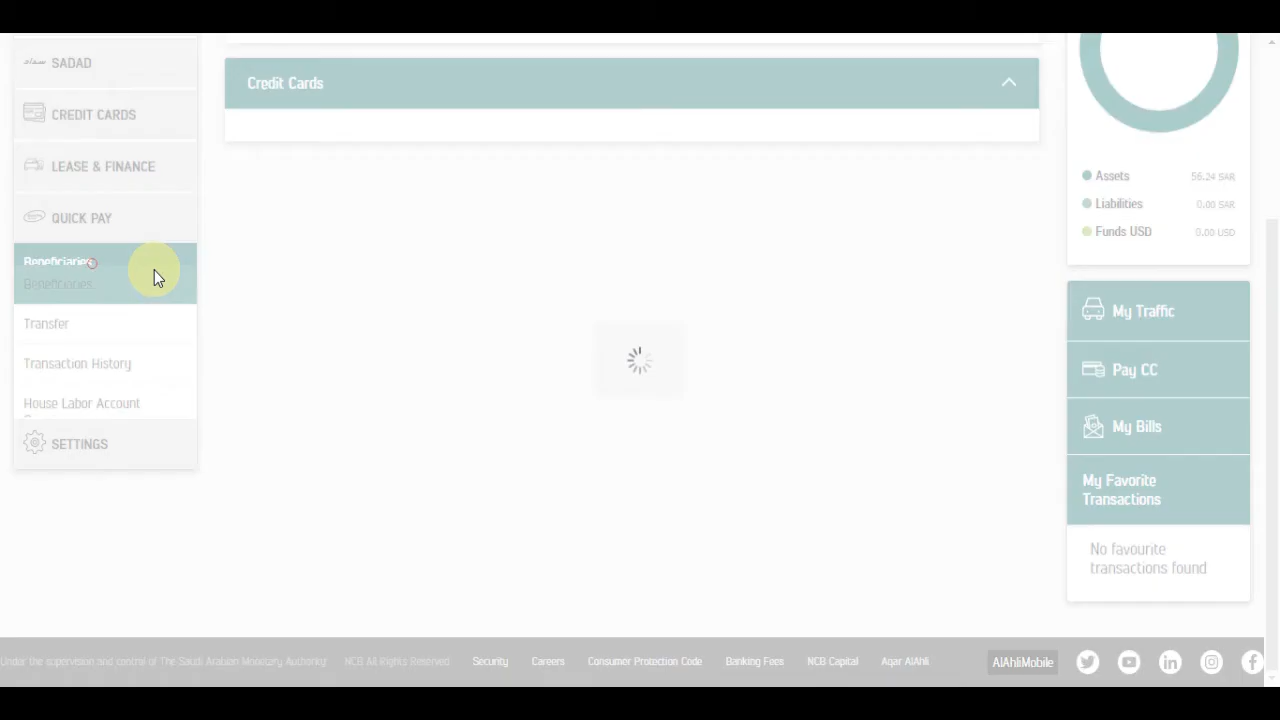 سداد SADAD
CREDIT CARDS
LEASE & FINANCE
QUICK PAY
Beneficiaries
Beneficiaries
Transfer
Transaction History
House Labor Account
SETTINGS
Credit Cards
Assets 56.24 SAR
Liabilities 0.00 SAR
Funds USD 0.00 USD
My Traffic
Pay CC
My Bills
My Favorite
Transactions
No favourite
transactions found
Under the supervision and control of The Saudi Arabian Monetary Authority NCB All Rights Reserved Security Careers Consumer Protection Code Banking Fees NCB Capital Aqar AlAhli AlAhliMobile